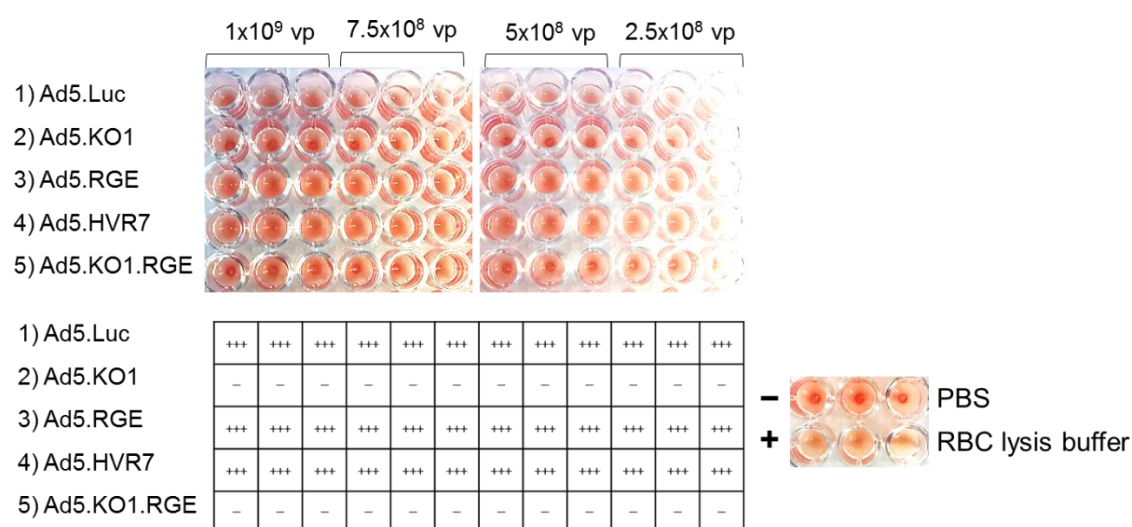 1x10⁹ vp 7.5x10⁸ vp 5x10⁸ vp 2.5x10⁸ vp
1) Ad5.Luc
2) Ad5.KO1
3) Ad5.RGE
4) Ad5.HVR7
5) Ad5.KO1.RGE
1) Ad5.Luc +++ +++ +++ +++ +++ +++ +++ +++ +++ +++ +++ +++
2) Ad5.KO1 – – – – – – – – – – – –
3) Ad5.RGE +++ +++ +++ +++ +++ +++ +++ +++ +++ +++ +++ +++
4) Ad5.HVR7 +++ +++ +++ +++ +++ +++ +++ +++ +++ +++ +++ +++
5) Ad5.KO1.RGE – – – – – – – – – – – –
– PBS
+ RBC lysis buffer